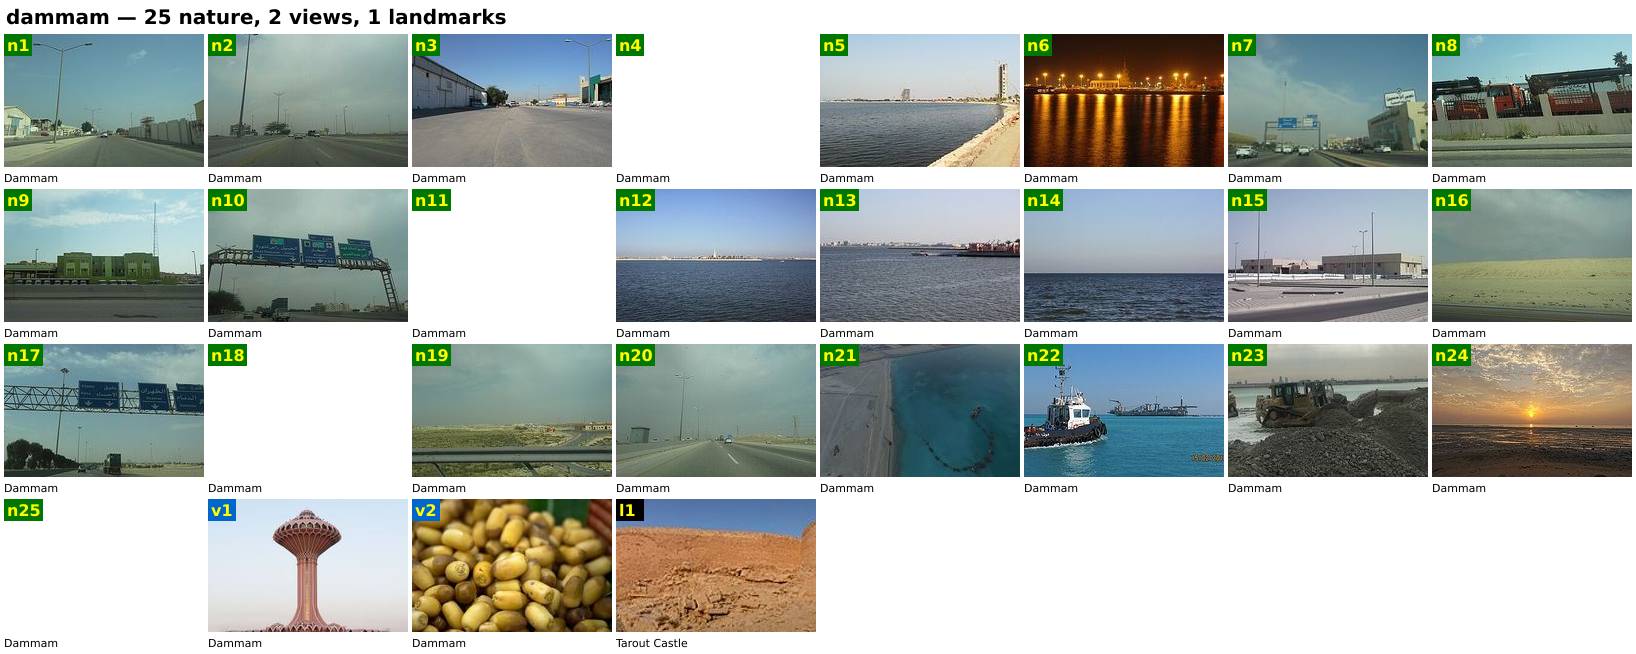 dammam — 25 nature, 2 views, 1 landmarks
n1 n2 n3 n4 n5 n6 n7 n8
Dammam Dammam Dammam Dammam Dammam Dammam Dammam Dammam
n9 n10 n11 n12 n13 n14 n15 n16
Dammam Dammam Dammam Dammam Dammam Dammam Dammam Dammam
n17 n18 n19 n20 n21 n22 n23 n24
الظهران
Dammam Dammam Dammam Dammam Dammam Dammam Dammam Dammam
n25 v1 v2 l1
Dammam Dammam Dammam Tarout Castle